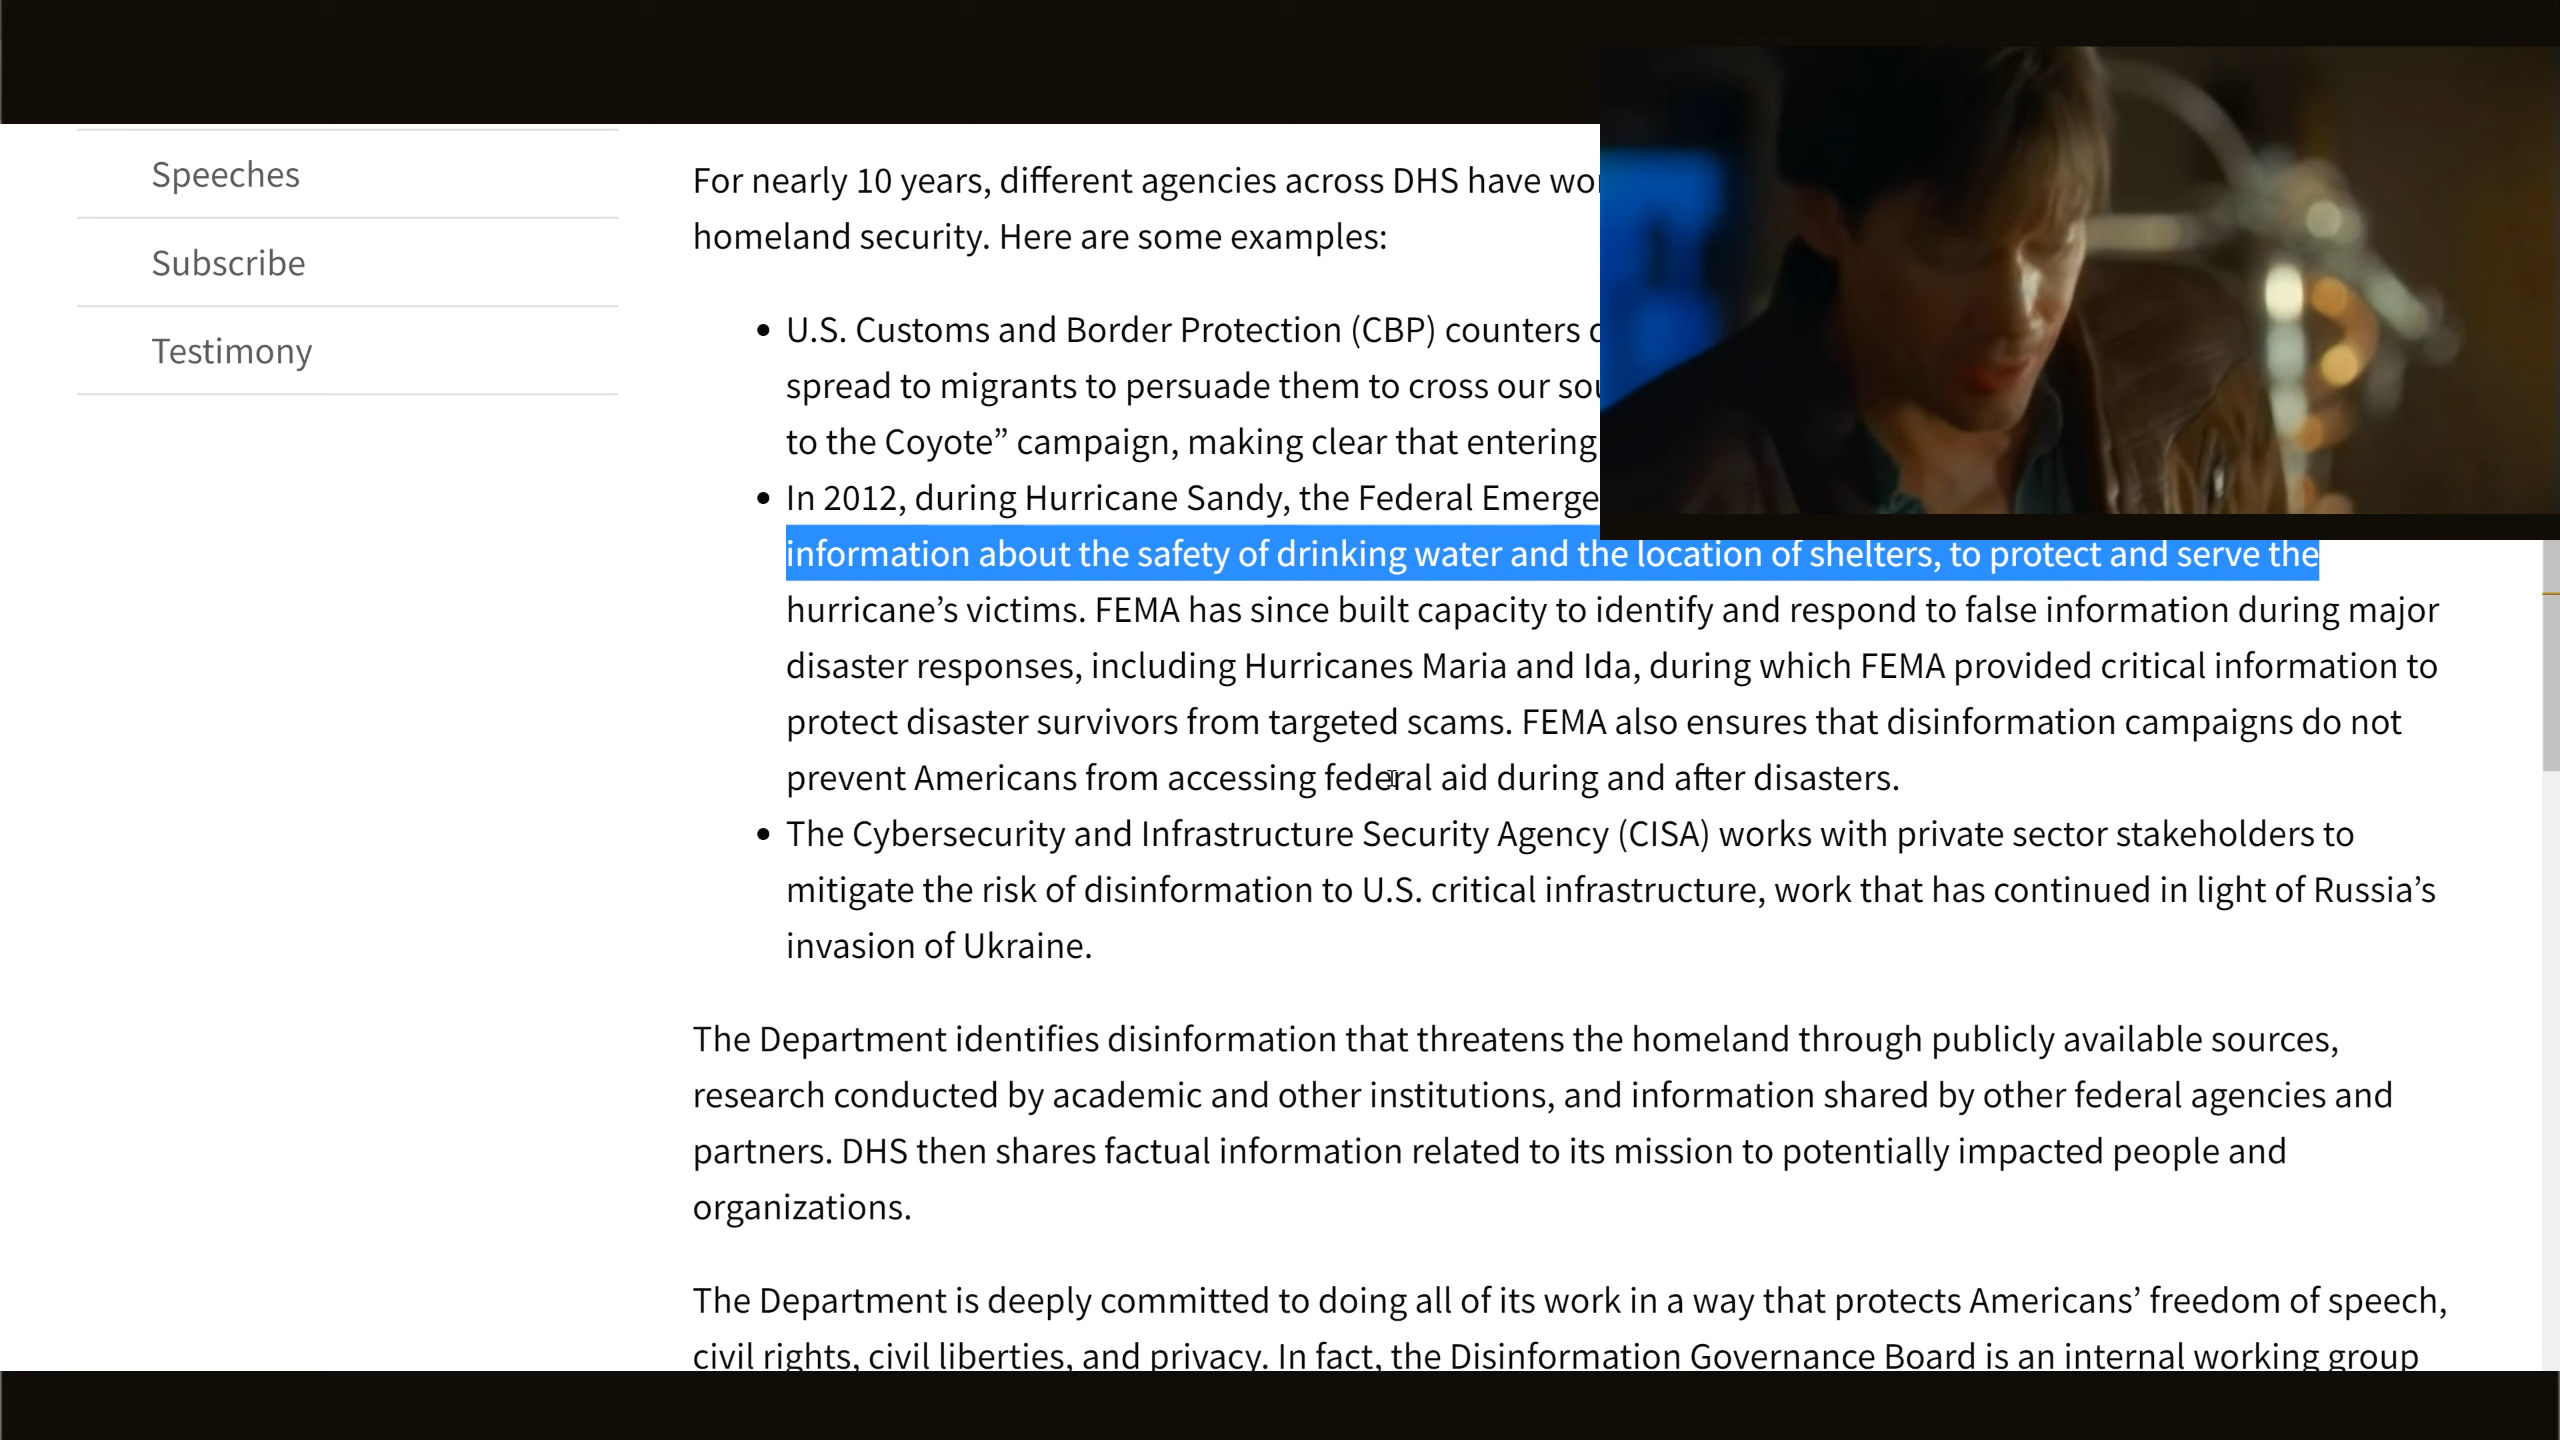 Speeches
Subscribe
Testimony
For nearly 10 years, different agencies across DHS have
homeland security. Here are some examples:
• U.S. Customs and Border Protection (CBP) counters
spread to migrants to persuade them to cross our
to the Coyote” campaign, making clear that entering
• In 2012, during Hurricane Sandy, the Federal
information about the safety of drinking water and the location of shelters, to protect and serve the
hurricane’s victims. FEMA has since built capacity to identify and respond to false information during major
disaster responses, including Hurricanes Maria and Ida, during which FEMA provided critical information to
protect disaster survivors from targeted scams. FEMA also ensures that disinformation campaigns do not
prevent Americans from accessing federal aid during and after disasters.
• The Cybersecurity and Infrastructure Security Agency (CISA) works with private sector stakeholders to
mitigate the risk of disinformation to U.S. critical infrastructure, work that has continued in light of Russia’s
invasion of Ukraine.
The Department identifies disinformation that threatens the homeland through publicly available sources,
research conducted by academic and other institutions, and information shared by other federal agencies and
partners. DHS then shares factual information related to its mission to potentially impacted people and
organizations.
The Department is deeply committed to doing all of its work in a way that protects Americans’ freedom of speech,
civil rights, civil liberties, and privacy. In fact, the Disinformation Governance Board is an internal working group